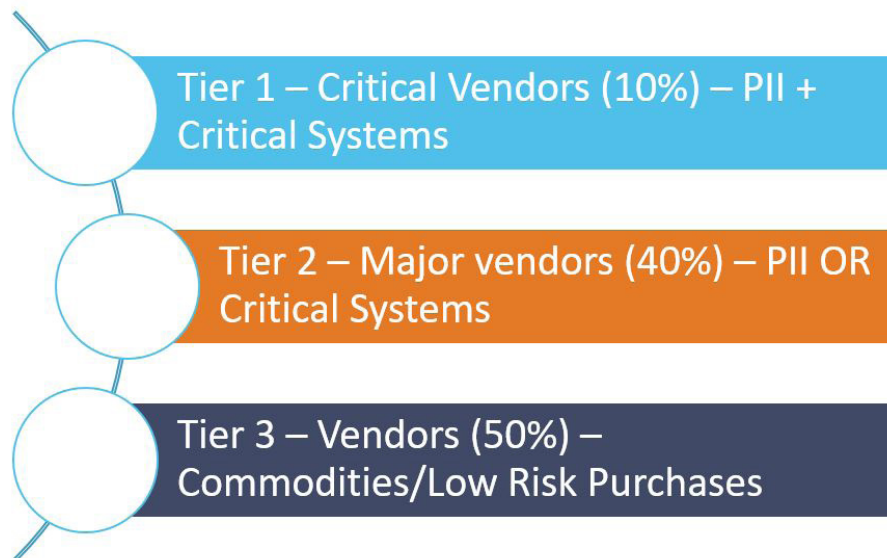 Tier 1 – Critical Vendors (10%) – PII +
Critical Systems
Tier 2 – Major vendors (40%) – PII OR
Critical Systems
Tier 3 – Vendors (50%) –
Commodities/Low Risk Purchases